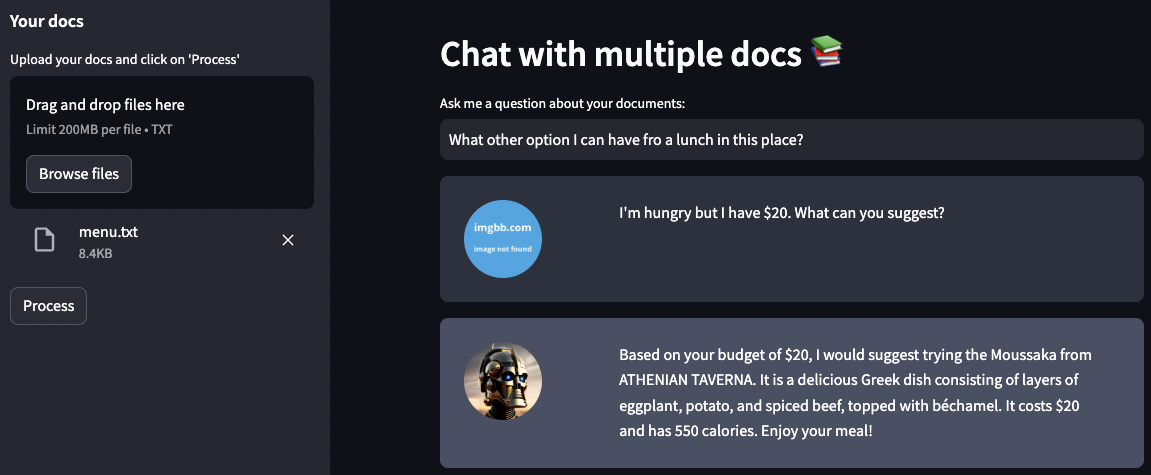 Your docs
Upload your docs and click on 'Process'
Drag and drop files here
Limit 200MB per file • TXT
Browse files
menu.txt
8.4KB
Process
Chat with multiple docs
Ask me a question about your documents:
What other option I can have fro a lunch in this place?
imgbb.com
image not found
I'm hungry but I have $20. What can you suggest?
Based on your budget of $20, I would suggest trying the Moussaka from
ATHENIAN TAVERNA. It is a delicious Greek dish consisting of layers of
eggplant, potato, and spiced beef, topped with béchamel. It costs $20
and has 550 calories. Enjoy your meal!